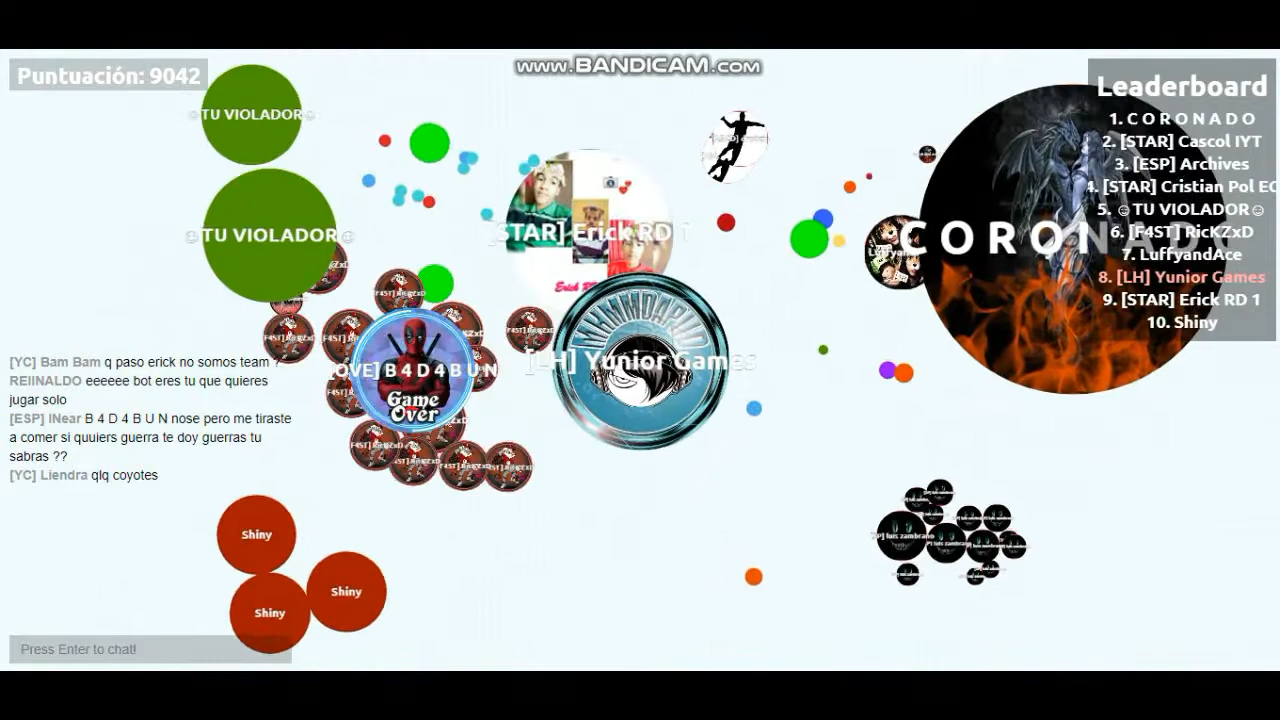 www.BANDICAM.com
Puntuación: 9042
Leaderboard
1. C O R O N A D O
2. [STAR] Cascol IYT
3. [ESP] Archives
4. [STAR] Cristian Pol EC
5. ☺TU VIOLADOR☺
6. [F4ST] RicKZxD
7. LuffyandAce
8. [LH] Yunior Games
9. [STAR] Erick RD 1
10. Shiny
☺TU VIOLADOR☺
☺TU VIOLADOR☺
[STAR] Erick RD 1
C O R O N A D O
[LH] Yunior Games
OVE] B 4 D 4 B U N
Game
Over
[YC] Bam Bam q paso erick no somos team ?
REIINALDO eeeeee bot eres tu que quieres
jugar solo
[ESP] INear B 4 D 4 B U N nose pero me tiraste
a comer si quuiers guerra te doy guerras tu
sabras ??
[YC] Liendra qlq coyotes
luis zambrano
Shiny
Shiny
Shiny
Press Enter to chat!